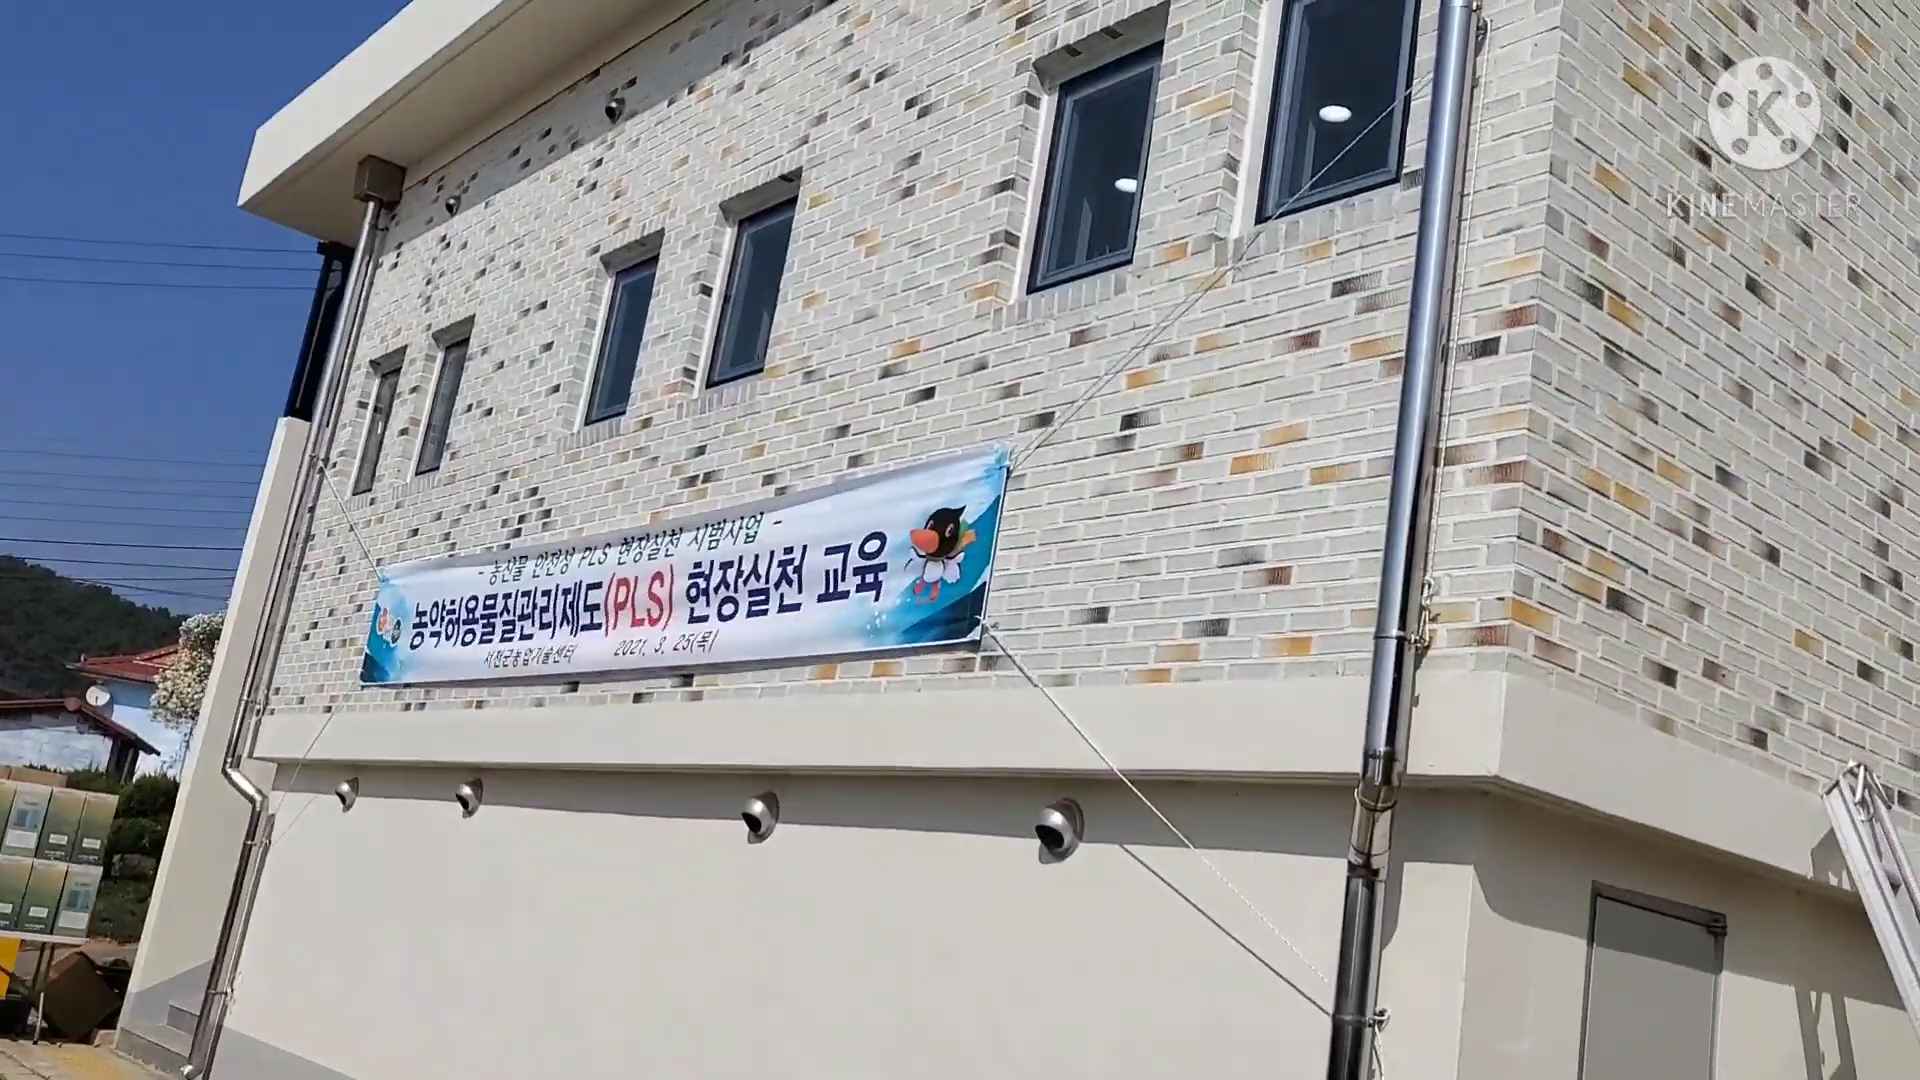 - 농산물 안전성 PLS 현장실천 시범사업 -
농약허용물질관리제도(PLS) 현장실천 교육
서천군농업기술센터 2021. 3. 25(목)
K
KINEMASTER